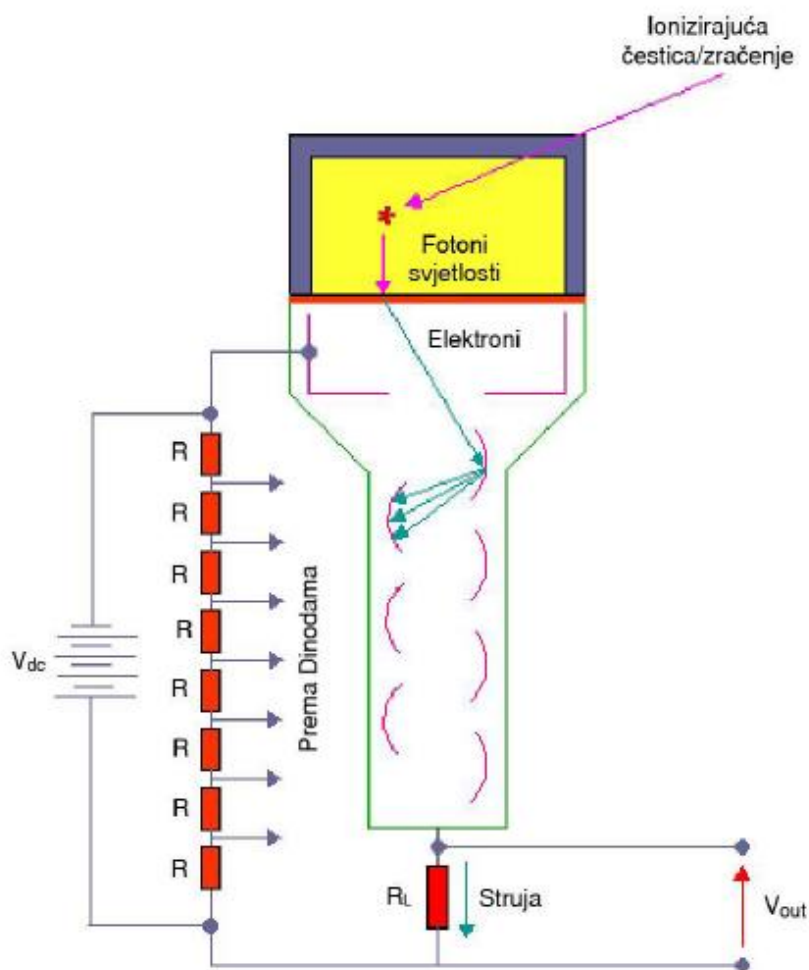 Ionizirajuća
čestica/zračenje
Fotoni
svjetlosti
Elektroni
R
R
R
R
R
R
R
R
Vdc
Prema Dinodama
RL
Struja
Vout